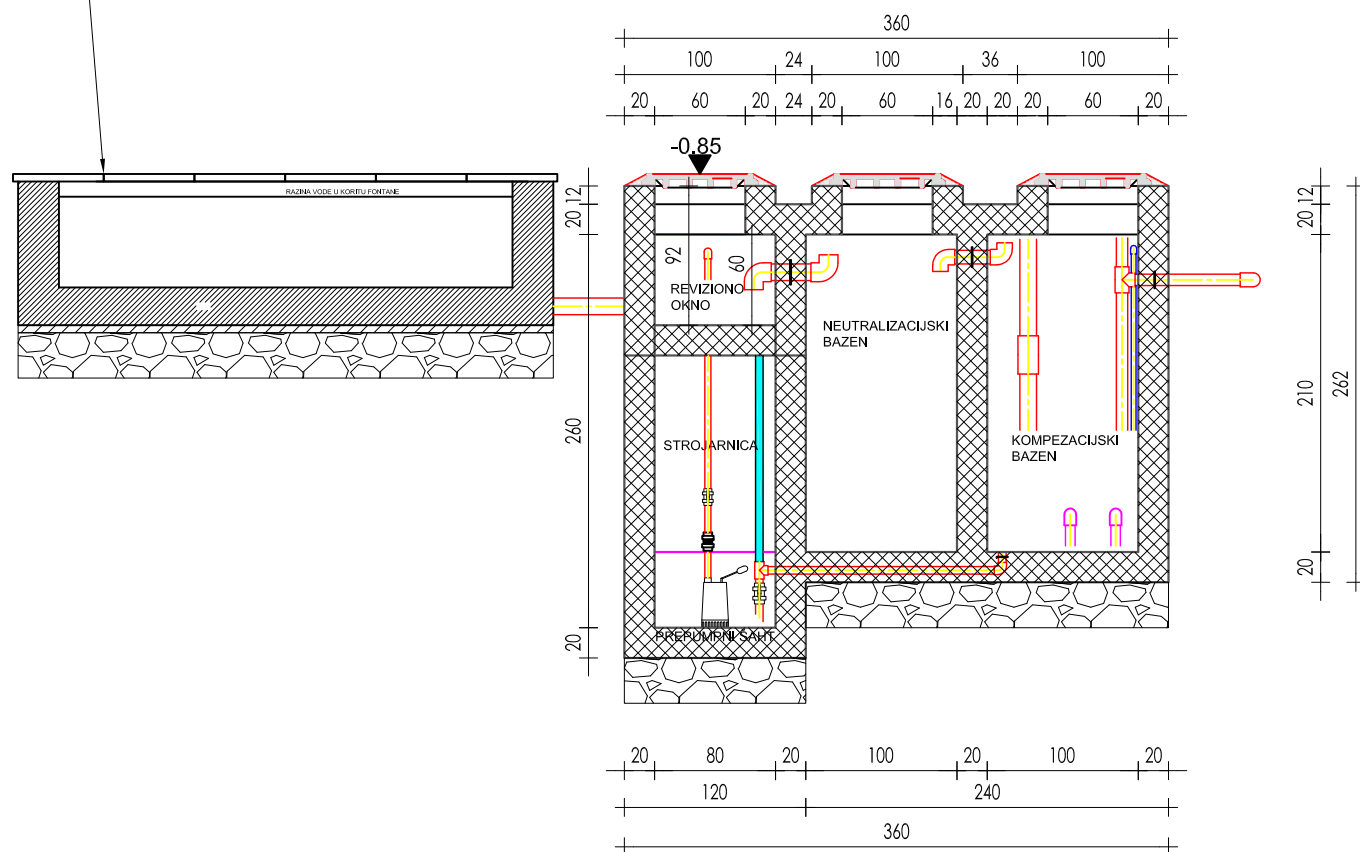 360
100 24 100 36 100
20 60 20 24 20 60 16 20 20 20 60 20
-0.85
RAZINA VODE U KORITU FONTANE
12
20
12
20
92
60
REVIZIONO
OKNO
NEUTRALIZACIJSKI
BAZEN
260
STROJARNICA
KOMPEZACIJSKI
BAZEN
210
262
20
20
PREPUMPNI ŠAHT
20 80 20 100 20 100 20
120 240
360